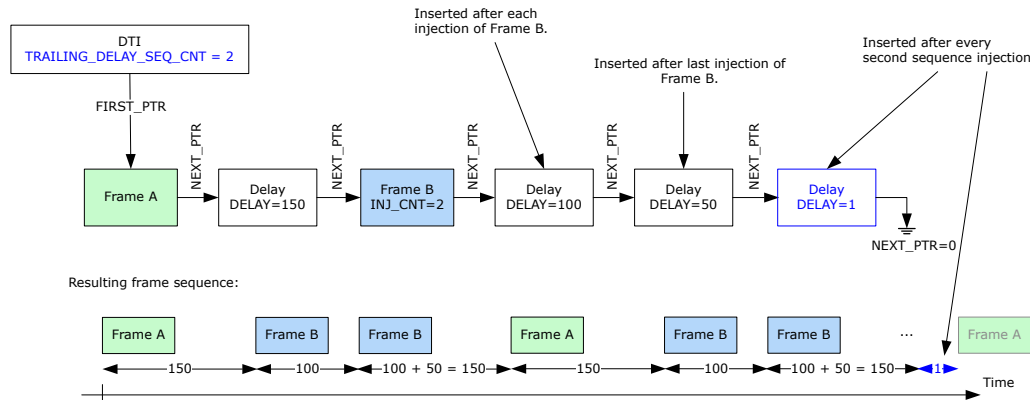 Inserted after each
injection of Frame B.
DTI
TRAILING_DELAY_SEQ_CNT = 2
Inserted after every
second sequence injection
Inserted after last injection of
Frame B.
FIRST_PTR
NEXT_PTR
NEXT_PTR
NEXT_PTR
NEXT_PTR
NEXT_PTR
Frame A
Delay
DELAY=150
Frame B
INJ_CNT=2
Delay
DELAY=100
Delay
DELAY=50
Delay
DELAY=1
NEXT_PTR=0
Resulting frame sequence:
Frame A
Frame B
Frame B
Frame A
Frame B
Frame B
...
Frame A
150
100
100 + 50 = 150
150
100
100 + 50 = 150
1
Time